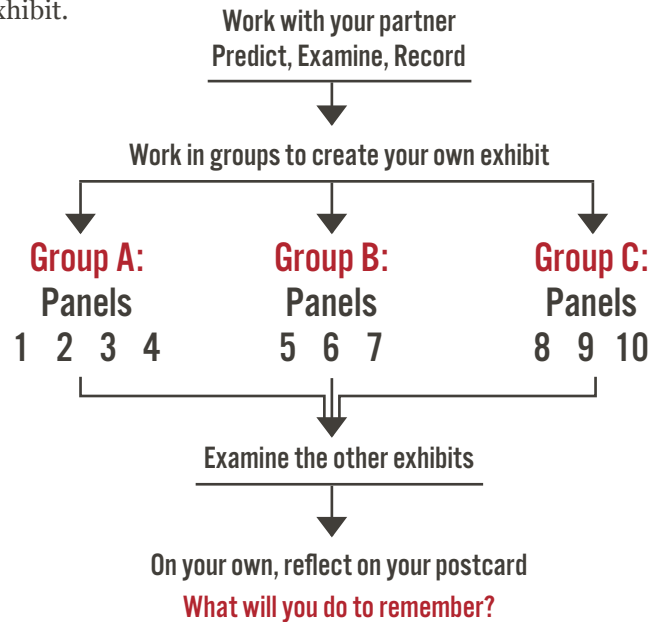 xhibit.
Work with your partner
Predict, Examine, Record
Work in groups to create your own exhibit
Group A:
Panels
1 2 3 4
Group B:
Panels
5 6 7
Group C:
Panels
8 9 10
Examine the other exhibits
On your own, reflect on your postcard
What will you do to remember?